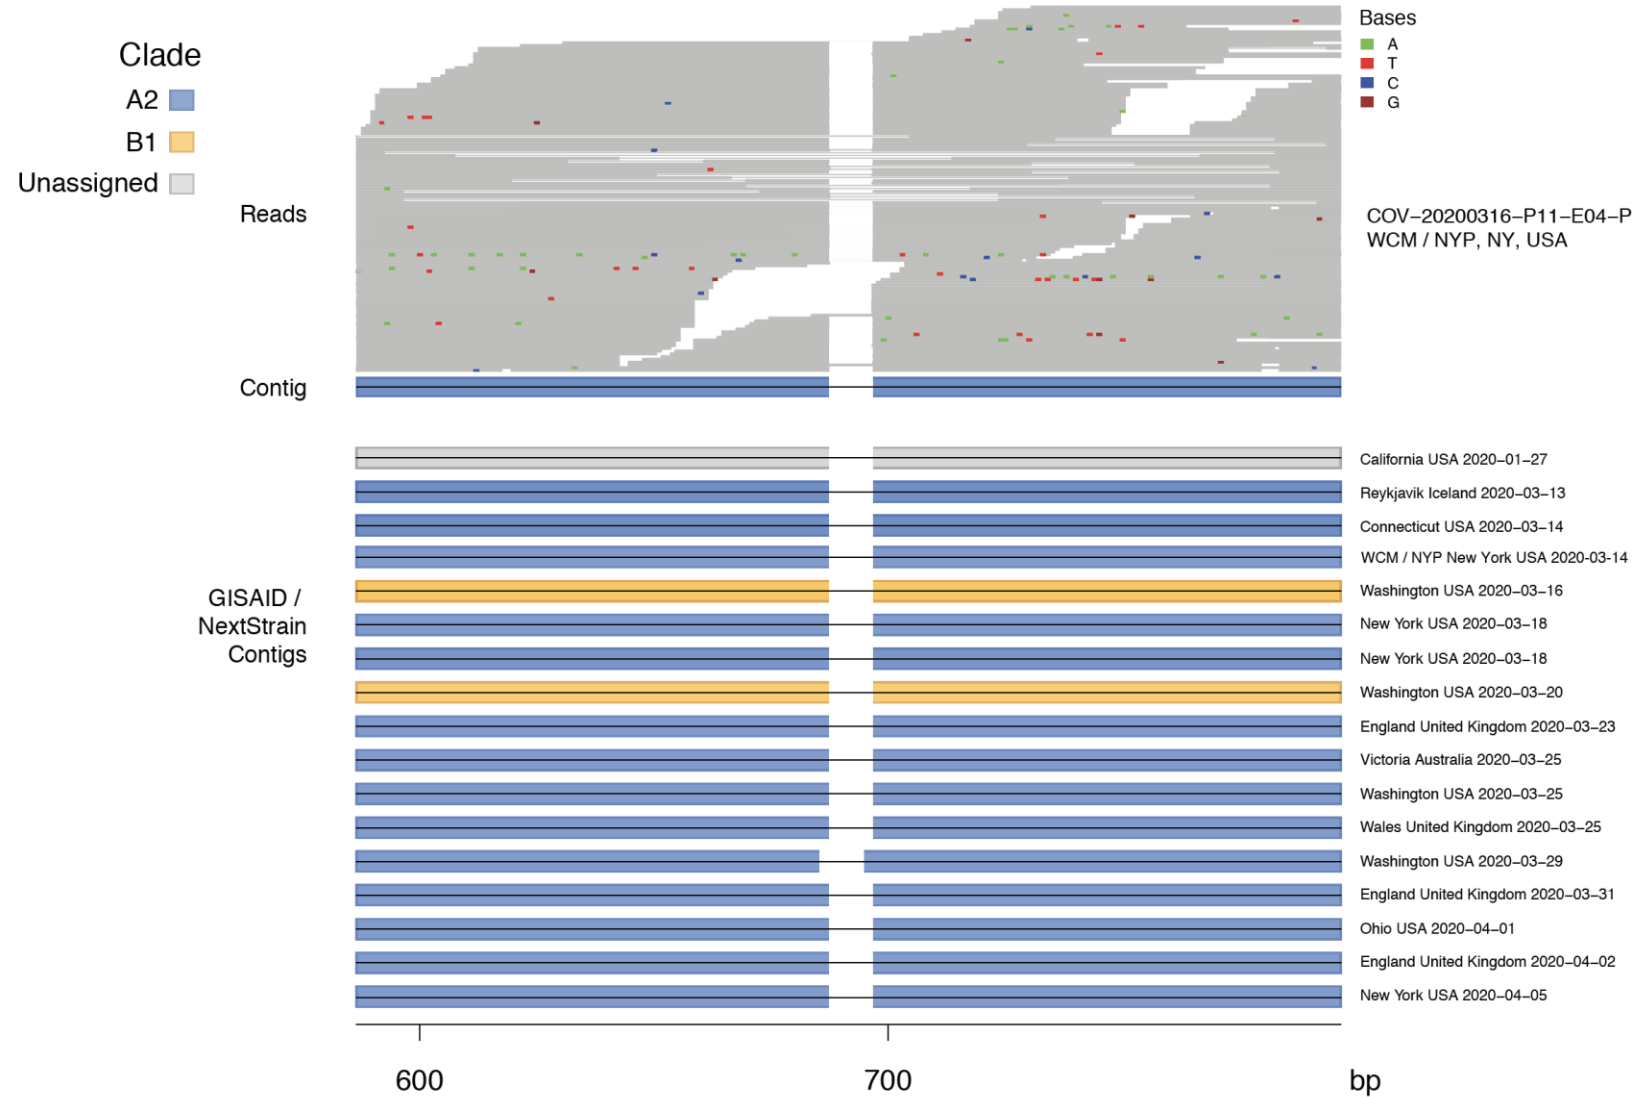 Clade
A2
B1
Unassigned
Bases
A
T
C
G
Reads
COV−20200316−P11−E04−P
WCM / NYP, NY, USA
Contig
GISAID /
NextStrain
Contigs
California USA 2020−01−27
Reykjavik Iceland 2020−03−13
Connecticut USA 2020−03−14
WCM / NYP New York USA 2020-03-14
Washington USA 2020−03−16
New York USA 2020−03−18
New York USA 2020−03−18
Washington USA 2020−03−20
England United Kingdom 2020−03−23
Victoria Australia 2020−03−25
Washington USA 2020−03−25
Wales United Kingdom 2020−03−25
Washington USA 2020−03−29
England United Kingdom 2020−03−31
Ohio USA 2020−04−01
England United Kingdom 2020−04−02
New York USA 2020−04−05
600 700 bp